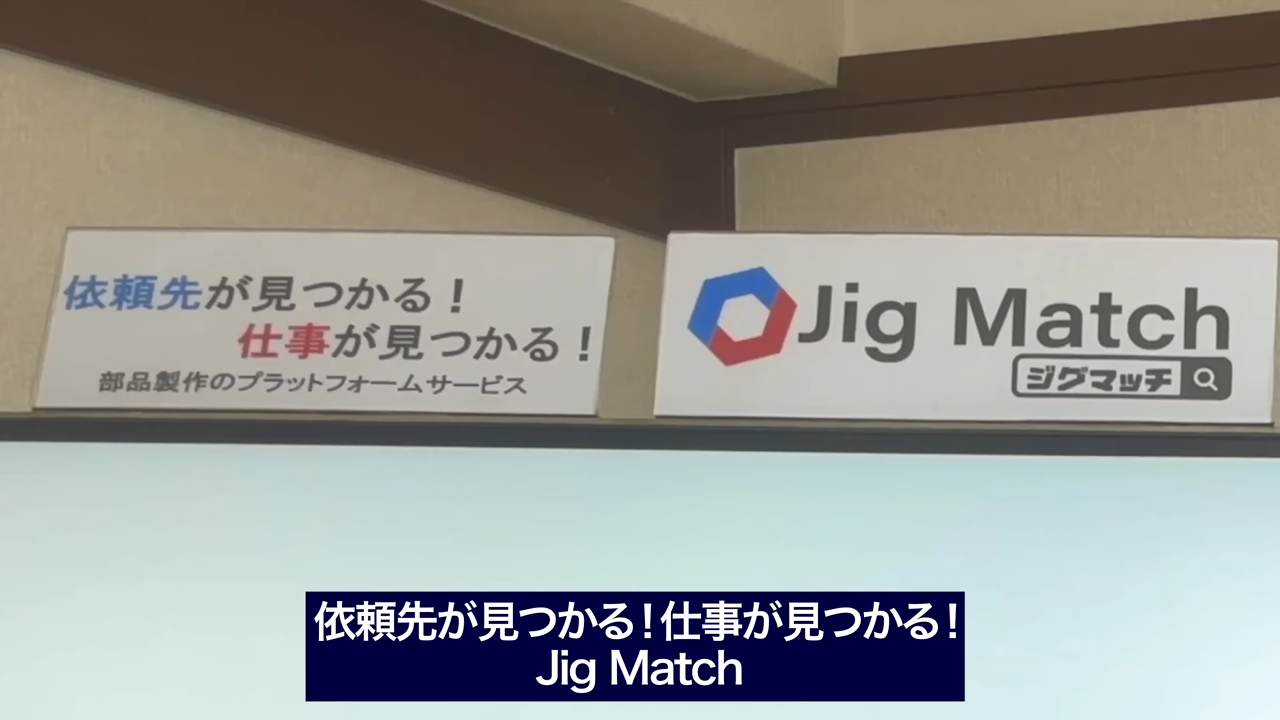 依頼先が見つかる！
仕事が見つかる！
部品製作のプラットフォームサービス
Jig Match
ジグマッチ
依頼先が見つかる！仕事が見つかる！
Jig Match